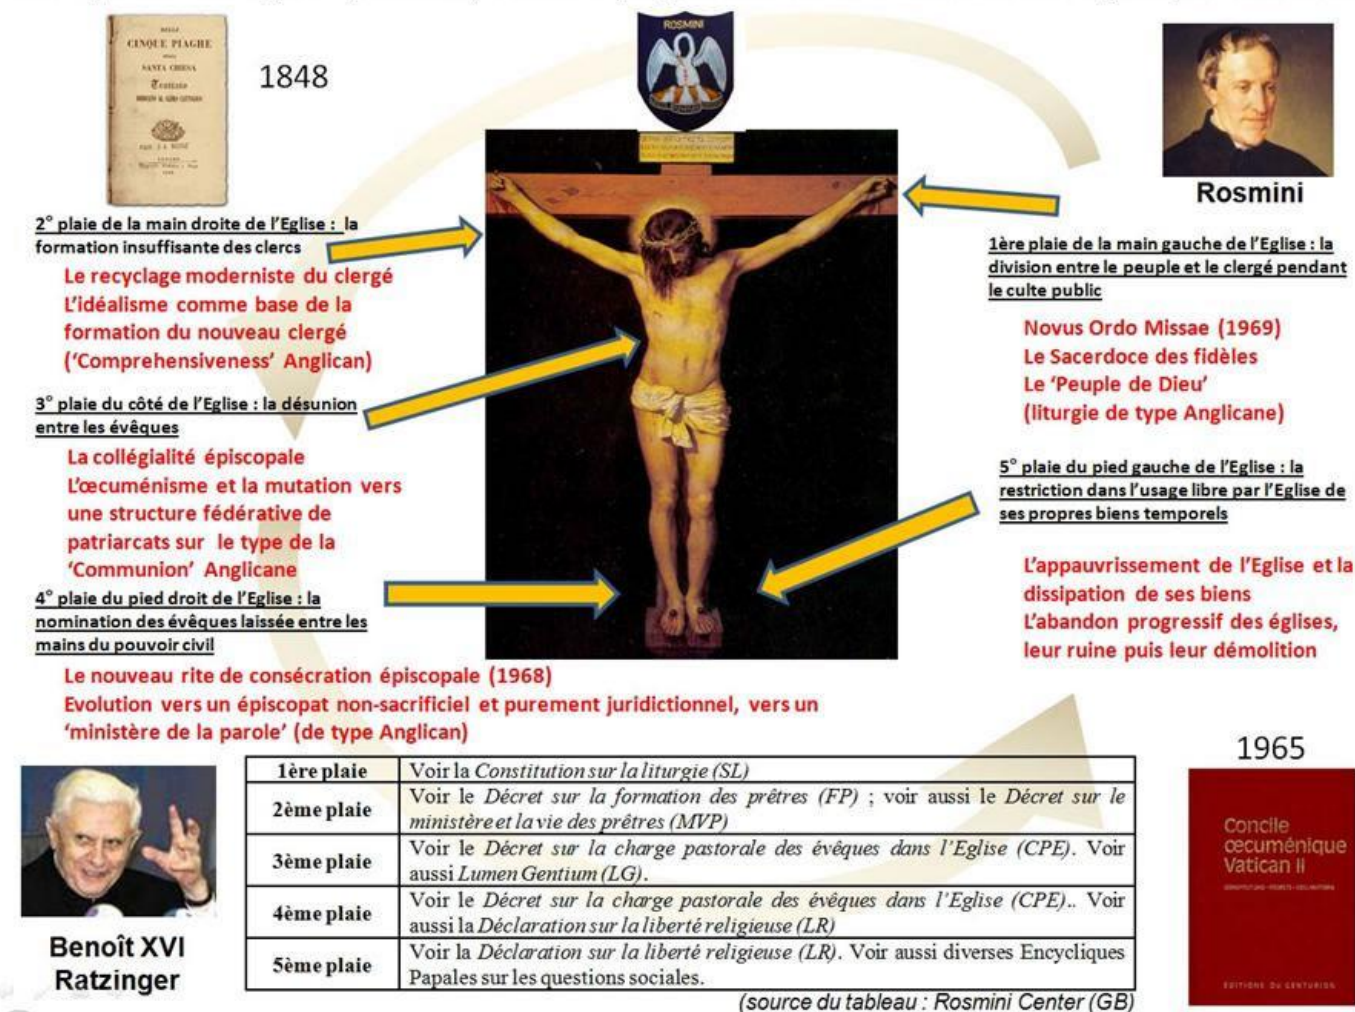 DELLE
CINQUE PIAGHE
DELLA
SANTA CHIESA
1848
ROSMINI
Rosmini
2° plaie de la main droite de l'Eglise : la
formation insuffisante des clercs
Le recyclage moderniste du clergé
L'idéalisme comme base de la
formation du nouveau clergé
('Comprehensiveness' Anglican)
3° plaie du côté de l'Eglise : la désunion
entre les évêques
La collégialité épiscopale
L'œcuménisme et la mutation vers
une structure fédérative de
patriarcats sur le type de la
'Communion' Anglicane
4° plaie du pied droit de l'Eglise : la
nomination des évêques laissée entre les
mains du pouvoir civil
Le nouveau rite de consécration épiscopale (1968)
Evolution vers un épiscopat non-sacrificiel et purement juridictionnel, vers un
'ministère de la parole' (de type Anglican)
1ère plaie de la main gauche de l'Eglise : la
division entre le peuple et le clergé pendant
le culte public
Novus Ordo Missae (1969)
Le Sacerdoce des fidèles
Le 'Peuple de Dieu'
(liturgie de type Anglicane)
5° plaie du pied gauche de l'Eglise : la
restriction dans l'usage libre par l'Eglise de
ses propres biens temporels
L'appauvrissement de l'Eglise et la
dissipation de ses biens
L'abandon progressif des églises,
leur ruine puis leur démolition
Benoît XVI
Ratzinger
1ère plaie Voir la Constitution sur la liturgie (SL)
2ème plaie Voir le Décret sur la formation des prêtres (FP) ; voir aussi le Décret sur le
ministère et la vie des prêtres (MVP)
3ème plaie Voir le Décret sur la charge pastorale des évêques dans l'Eglise (CPE). Voir
aussi Lumen Gentium (LG).
4ème plaie Voir le Décret sur la charge pastorale des évêques dans l'Eglise (CPE).. Voir
aussi la Déclaration sur la liberté religieuse (LR)
5ème plaie Voir la Déclaration sur la liberté religieuse (LR). Voir aussi diverses Encycliques
Papales sur les questions sociales.
(source du tableau : Rosmini Center (GB)
1965
Concile
œcuménique
Vatican II
EDITIONS DU CENTURION